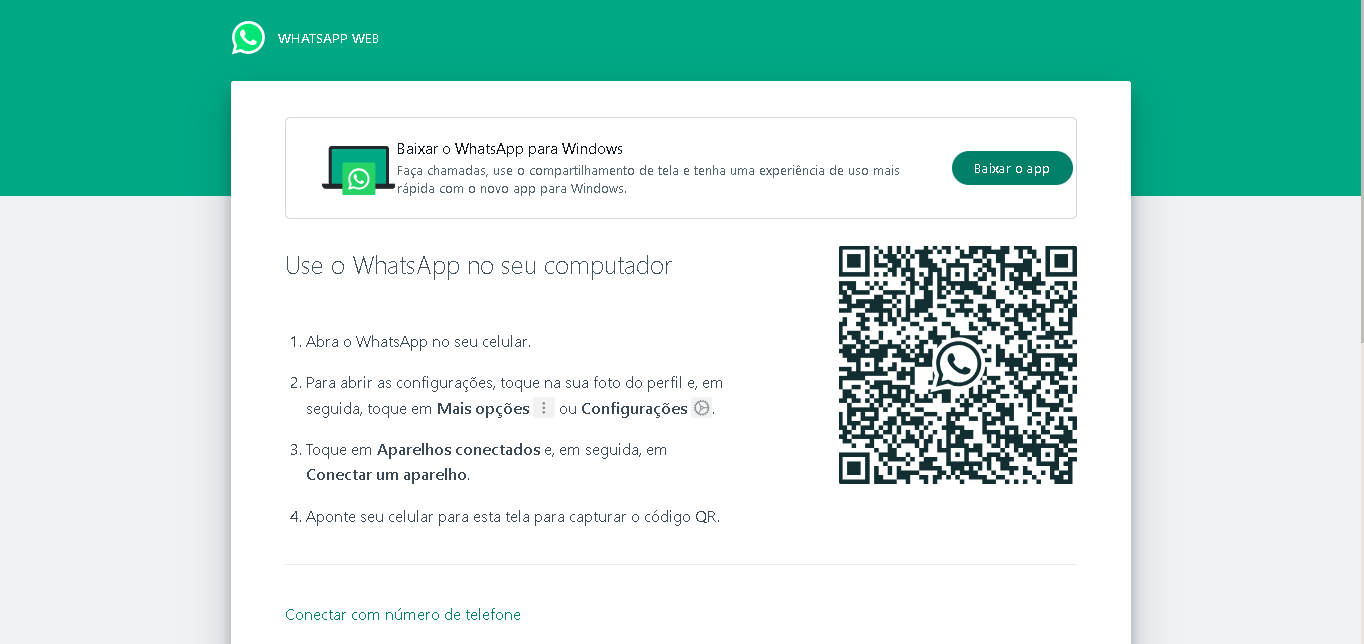 WHATSAPP WEB
Baixar o WhatsApp para Windows
Faça chamadas, use o compartilhamento de tela e tenha uma experiência de uso mais
rápida com o novo app para Windows.
Baixar o app
Use o WhatsApp no seu computador
1. Abra o WhatsApp no seu celular.
2. Para abrir as configurações, toque na sua foto do perfil e, em
seguida, toque em Mais opções ou Configurações .
3. Toque em Aparelhos conectados e, em seguida, em
Conectar um aparelho.
4. Aponte seu celular para esta tela para capturar o código QR.
Conectar com número de telefone